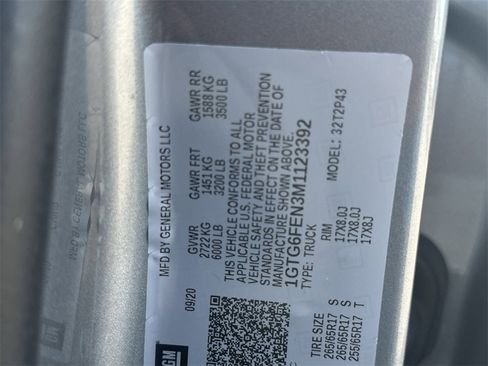 MFD BY GENERAL MOTORS LLC
09/20
GVWR
2722 KG
6000 LB
GAWR FRT
1451 KG
3200 LB
GAWR RR
1588 KG
3500 LB
THIS VEHICLE CONFORMS TO ALL
APPLICABLE U.S. FEDERAL MOTOR
VEHICLE SAFETY AND THEFT PREVENTION
STANDARDS IN EFFECT ON THE DATE OF
MANUFACTURE SHOWN ABOVE.
1GTG6FEN3M1123392
TYPE: TRUCK
MODEL: 32T2P43
TIRE SIZE RIM
265/65R17 S 17X8.0J
265/65R17 S 17X8.0J
255/65R17 T 17X8J
GM